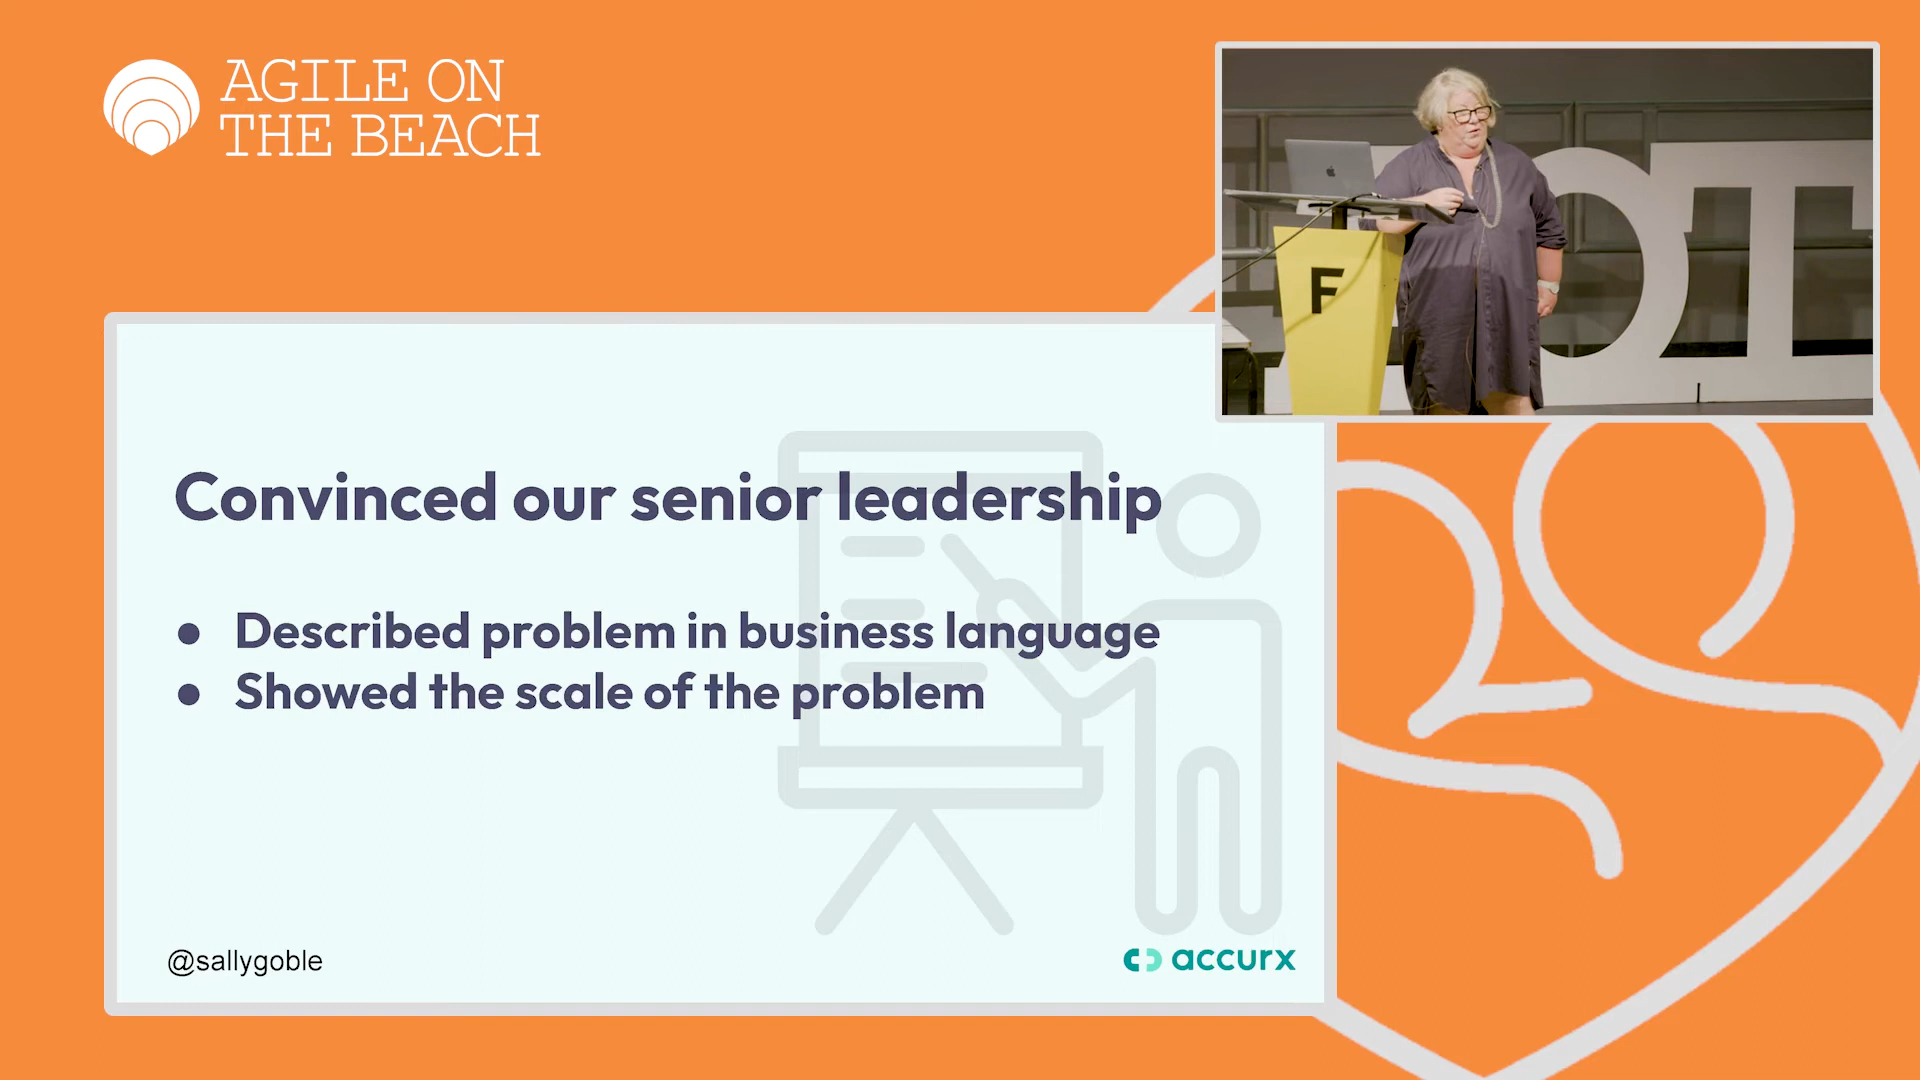 AGILE ON
THE BEACH
F
OT
Convinced our senior leadership
● Described problem in business language
● Showed the scale of the problem
@sallygoble
accurx